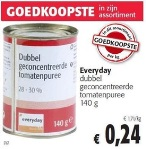 GOEDKOOPSTE in zijn assortiment
everyday
Dubbel
geconcentreerde
tomatenpuree
28 - 30 %
140 g
GOEDKOOPSTE
Everyday
dubbel
geconcentreerde
tomatenpuree
140 g
€ 0,24